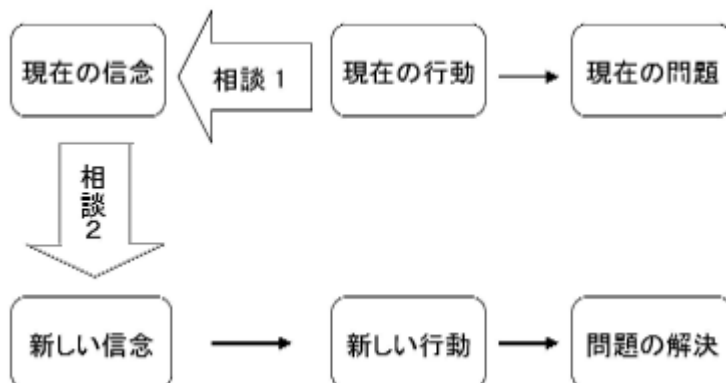 現在の信念
相談1
現在の行動
現在の問題
相談2
新しい信念
新しい行動
問題の解決